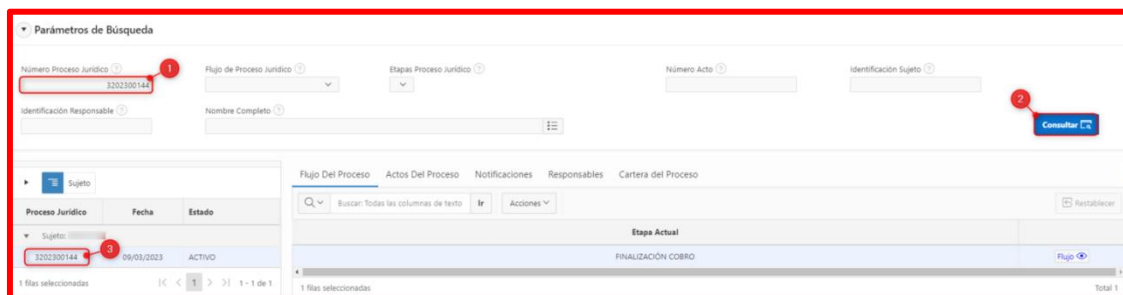 Parámetros de Búsqueda
Número Proceso Jurídico
Flujo de Proceso Juridico
Etapas Proceso Jurídico
Número Acto
Identificación Sujeto
1
3202300144
Identificación Responsable
Nombre Completo
2
Consultar
Sujeto
Flujo Del Proceso
Actos Del Proceso
Notificaciones
Responsables
Cartera del Proceso
Buscar: Todas las columnas de texto
Ir
Acciones
Restablecer
Proceso Jurídico
Fecha
Estado
Etapa Actual
Sujeto:
3
3202300144
09/03/2023
ACTIVO
FINALIZACIÓN COBRO
Flujo
1 filas seleccionadas
1
1 - 1 de 1
1 filas seleccionadas
Total 1